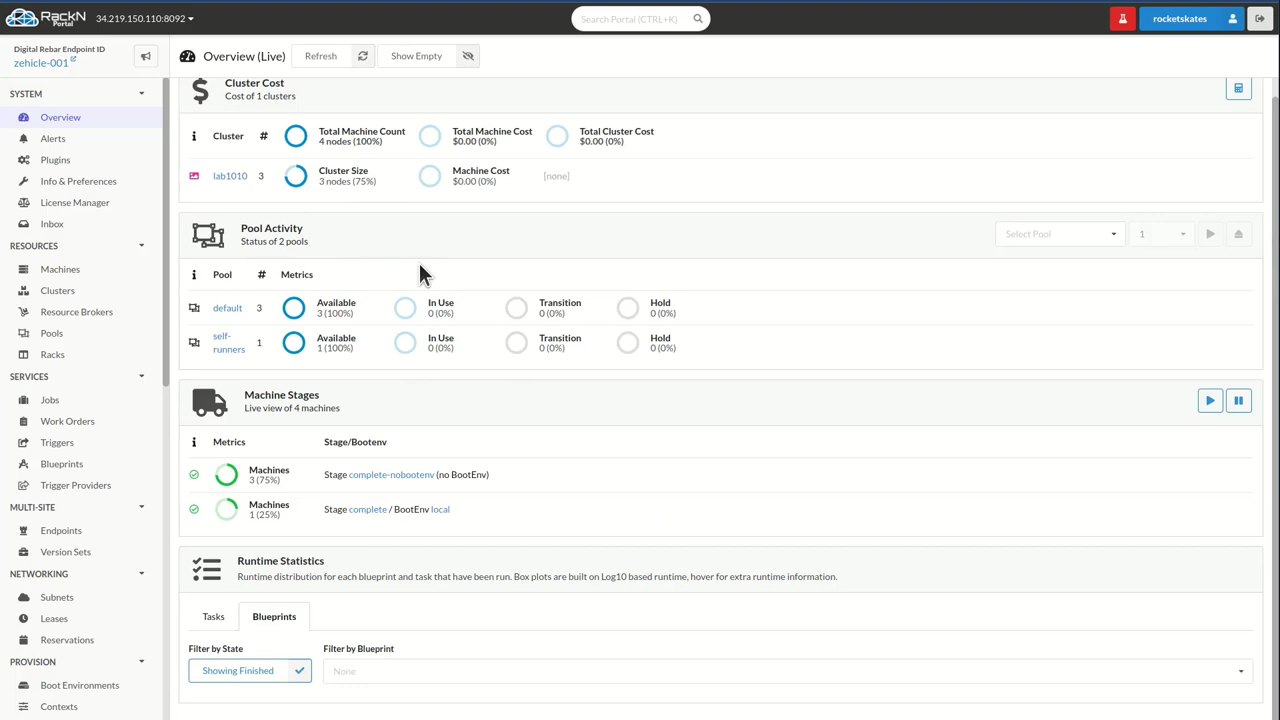 RackN
Portal
34.219.150.110:8092
Search Portal (CTRL+K)
rocketskates
Digital Rebar Endpoint ID
zehicle-001
Overview (Live)
Refresh
Show Empty
SYSTEM
Overview
Alerts
Plugins
Info & Preferences
License Manager
Inbox
RESOURCES
Machines
Clusters
Resource Brokers
Pools
Racks
SERVICES
Jobs
Work Orders
Triggers
Blueprints
Trigger Providers
MULTI-SITE
Endpoints
Version Sets
NETWORKING
Subnets
Leases
Reservations
PROVISION
Boot Environments
Contexts
Cluster Cost
Cost of 1 clusters
Cluster # Total Machine Count Total Machine Cost Total Cluster Cost
4 nodes (100%) $0.00 (0%) $0.00 (0%)
lab1010 3 Cluster Size Machine Cost [none]
3 nodes (75%) $0.00 (0%)
Pool Activity
Status of 2 pools
Select Pool 1
Pool # Metrics
default 3 Available In Use Transition Hold
3 (100%) 0 (0%) 0 (0%) 0 (0%)
self-
runners 1 Available In Use Transition Hold
1 (100%) 0 (0%) 0 (0%) 0 (0%)
Machine Stages
Live view of 4 machines
Metrics Stage/Bootenv
Machines
3 (75%) Stage complete-nobootenv (no BootEnv)
Machines
1 (25%) Stage complete / BootEnv local
Runtime Statistics
Runtime distribution for each blueprint and task that have been run. Box plots are built on Log10 based runtime, hover for extra runtime information.
Tasks Blueprints
Filter by State Filter by Blueprint
Showing Finished None